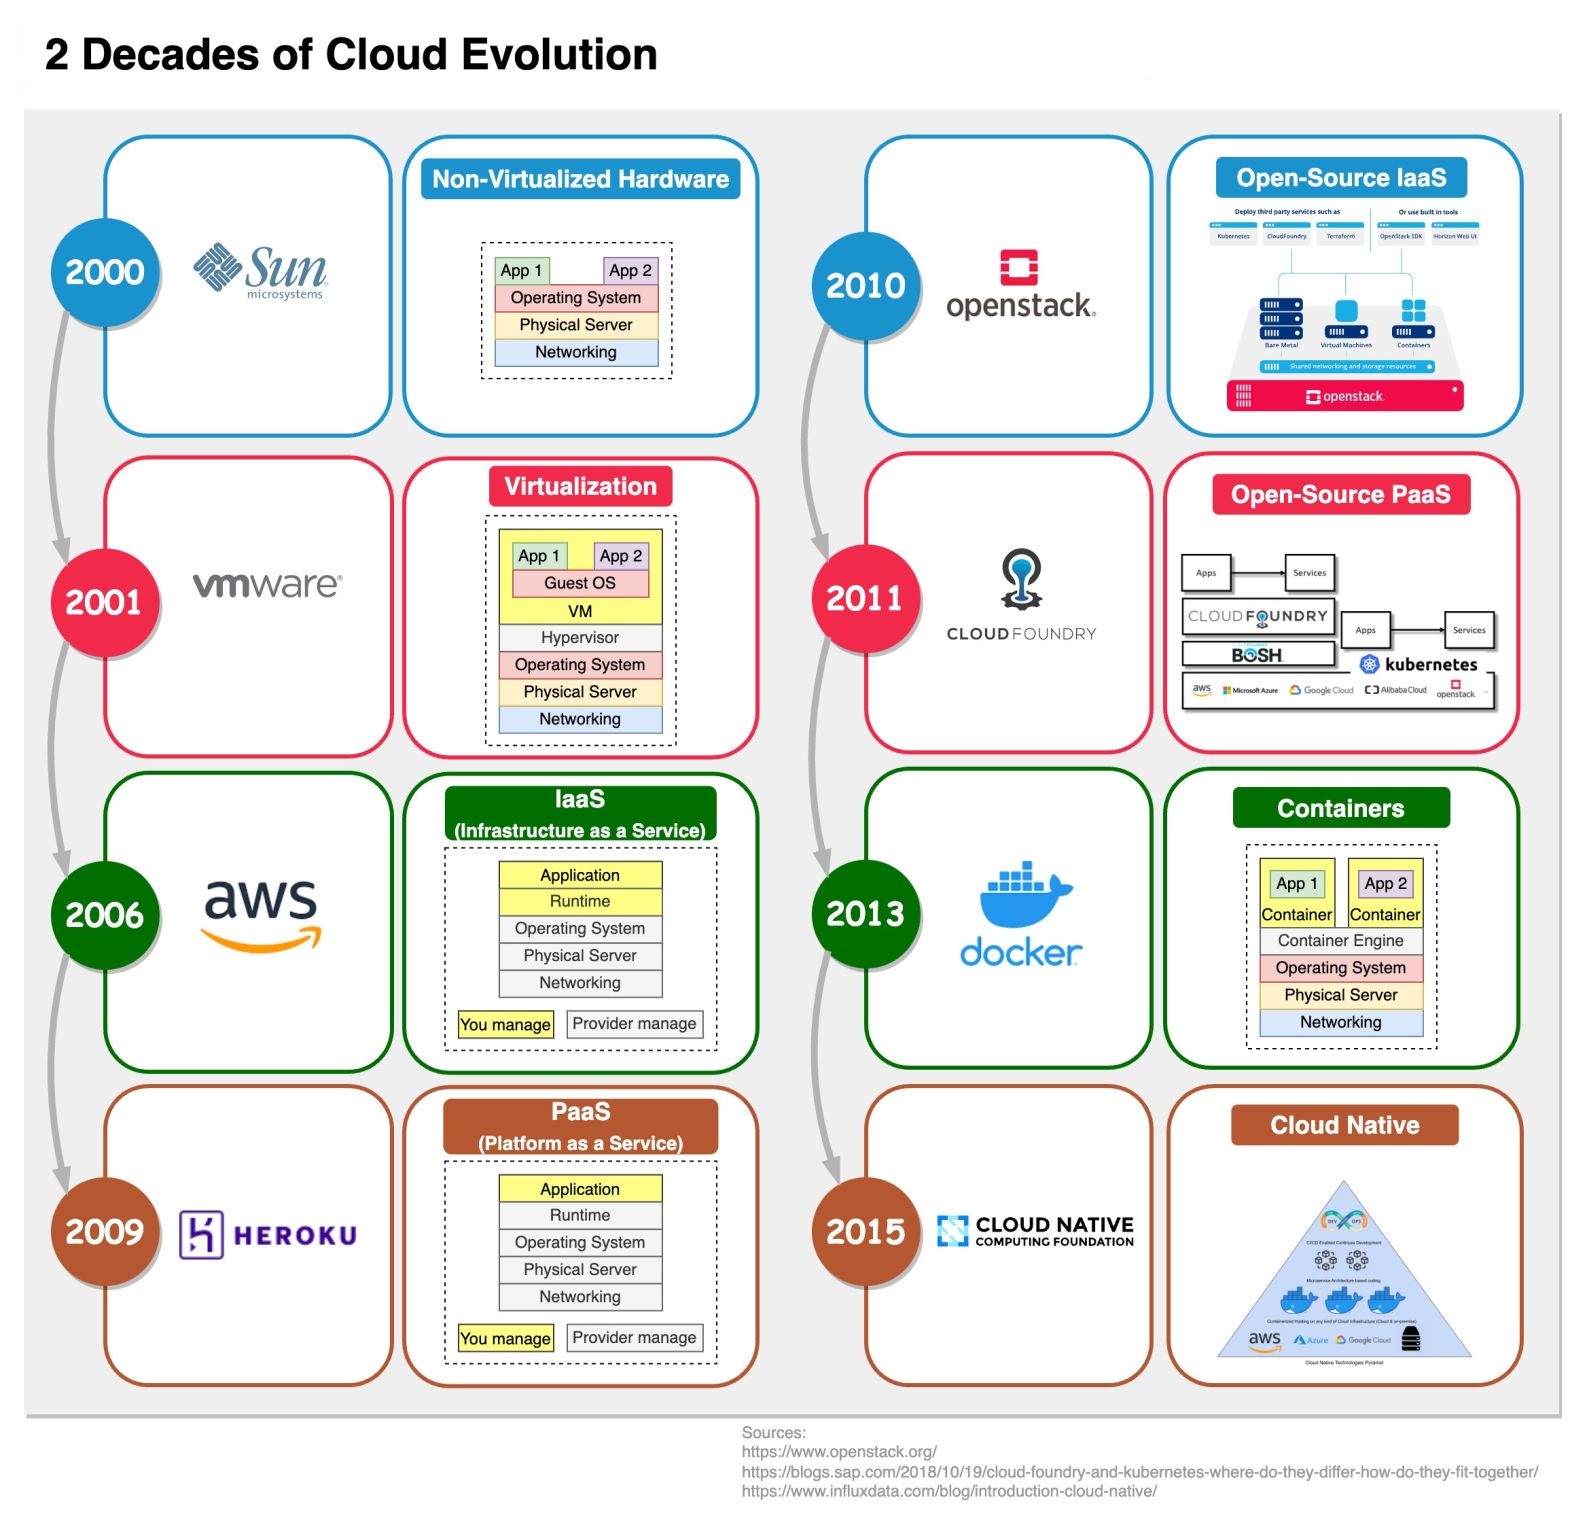 2 Decades of Cloud Evolution
2000
Sun
microsystems
Non-Virtualized Hardware
App 1
App 2
Operating System
Physical Server
Networking
2001
vmware®
Virtualization
App 1
App 2
Guest OS
VM
Hypervisor
Operating System
Physical Server
Networking
2006
aws
IaaS
(Infrastructure as a Service)
Application
Runtime
Operating System
Physical Server
Networking
You manage
Provider manage
2009
HEROKU
PaaS
(Platform as a Service)
Application
Runtime
Operating System
Physical Server
Networking
You manage
Provider manage
2010
openstack.
Open-Source IaaS
Deploy third party services such as
Or use built in tools
Kubernetes
CloudFoundry
Terraform
OpenStack SDK
Horizon Web UI
Bare Metal
Virtual Machines
Containers
Shared networking and storage resources
openstack
2011
CLOUD FOUNDRY
Open-Source PaaS
Apps
Services
CLOUD FOUNDRY
BOSH
Apps
Services
kubernetes
aws
Microsoft Azure
Google Cloud
Alibaba Cloud
openstack
2013
docker
Containers
App 1
App 2
Container
Container
Container Engine
Operating System
Physical Server
Networking
2015
CLOUD NATIVE
COMPUTING FOUNDATION
Cloud Native
DEV OPS
CI/CD Enabled Continues Development
Microservice Architecture based coding
Containerized Hosting on any kind of Cloud Infrastructure (Cloud & on-premise)
aws
Azure
Google Cloud
Cloud Native Technologies Pyramid
Sources:
https://www.openstack.org/
https://blogs.sap.com/2018/10/19/cloud-foundry-and-kubernetes-where-do-they-differ-how-do-they-fit-together/
https://www.influxdata.com/blog/introduction-cloud-native/